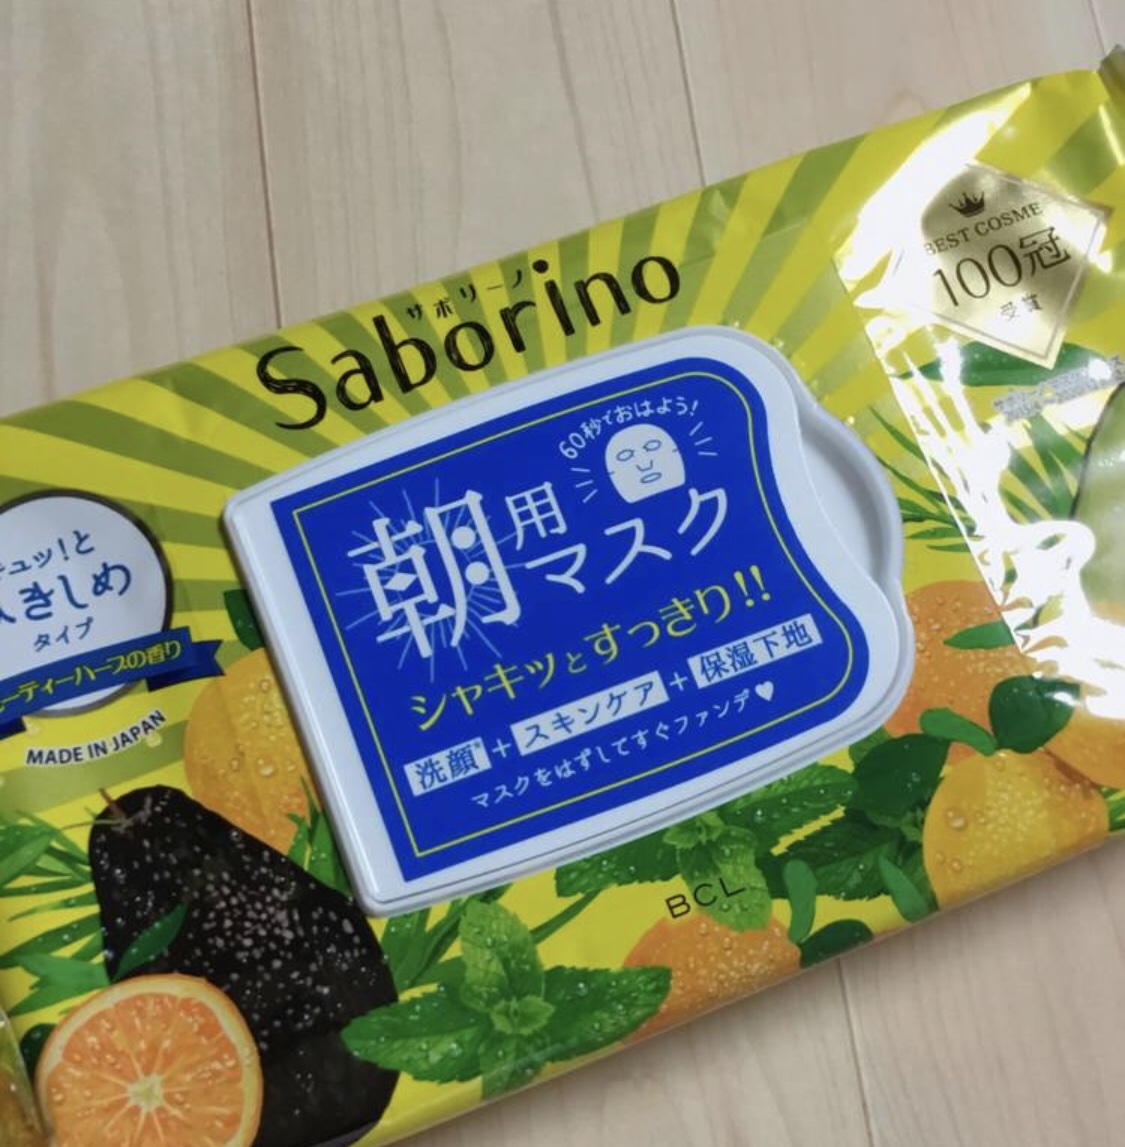 サボリーノ
Saborino
BEST COSME
100冠
受賞
60秒でおはよう!
朝用
マスク
シャキッとすっきり!!
洗顔*+スキンケア+保湿下地
マスクをはずしてすぐファンデ♥
ュッ!と
きしめ
タイプ
ーティーハーブの香り
MADE IN JAPAN
BCL